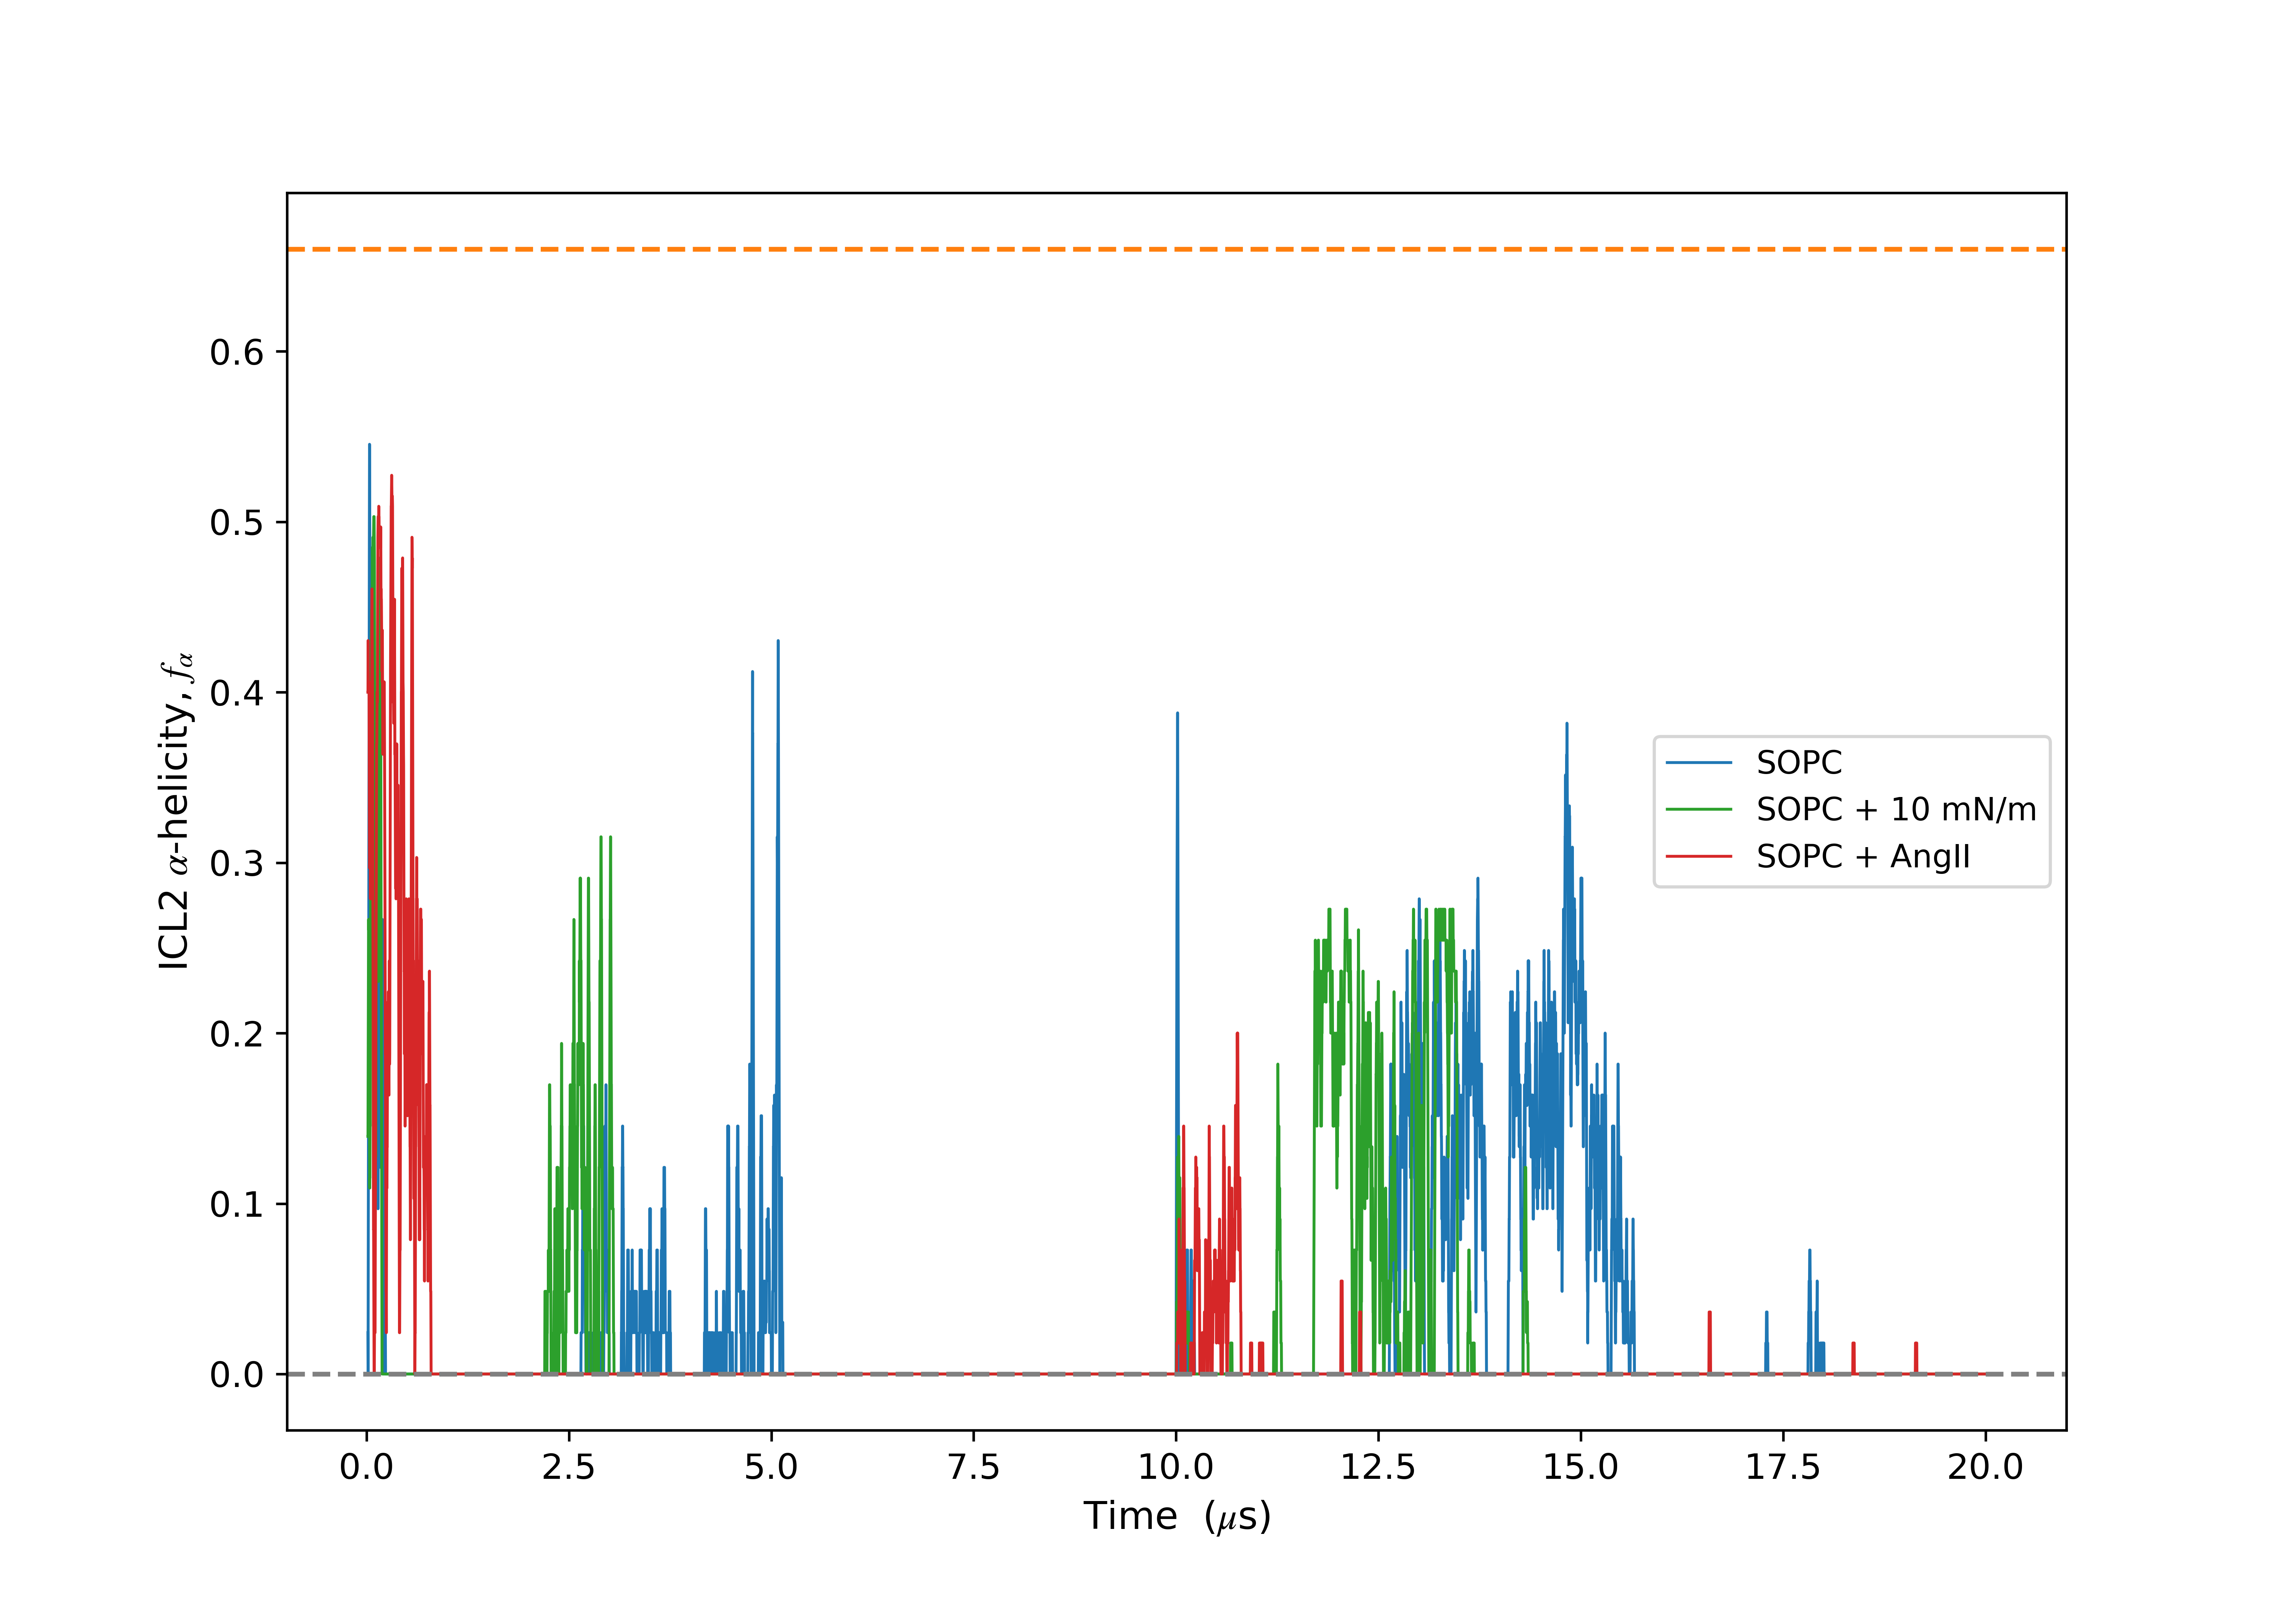 0.6
0.5
0.4
0.3
0.2
0.1
0.0
ICL2 α-helicity, fα
SOPC
SOPC + 10 mN/m
SOPC + AngII
0.0 2.5 5.0 7.5 10.0 12.5 15.0 17.5 20.0
Time (μs)